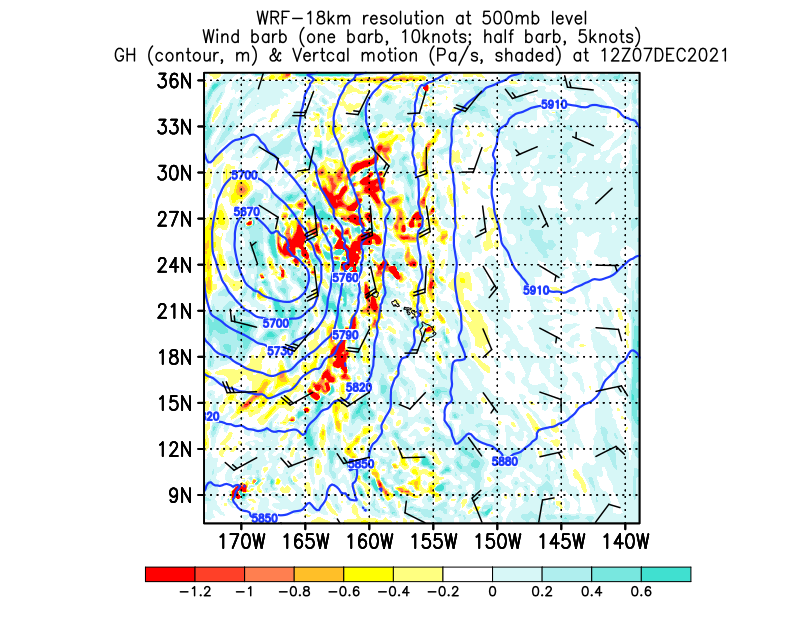 WRF-18km resolution at 500mb level
Wind barb (one barb, 10knots; half barb, 5knots)
GH (contour, m) & Vertcal motion (Pa/s, shaded) at 12Z07DEC2021
36N
5910
33N
30N
5700
27N
5670
24N
5760
5910
21N
5700
5790
5730
18N
5820
15N
20
12N
5850
5880
9N
5850
170W 165W 160W 155W 150W 145W 140W
-1.2 -1 -0.8 -0.6 -0.4 -0.2 0 0.2 0.4 0.6